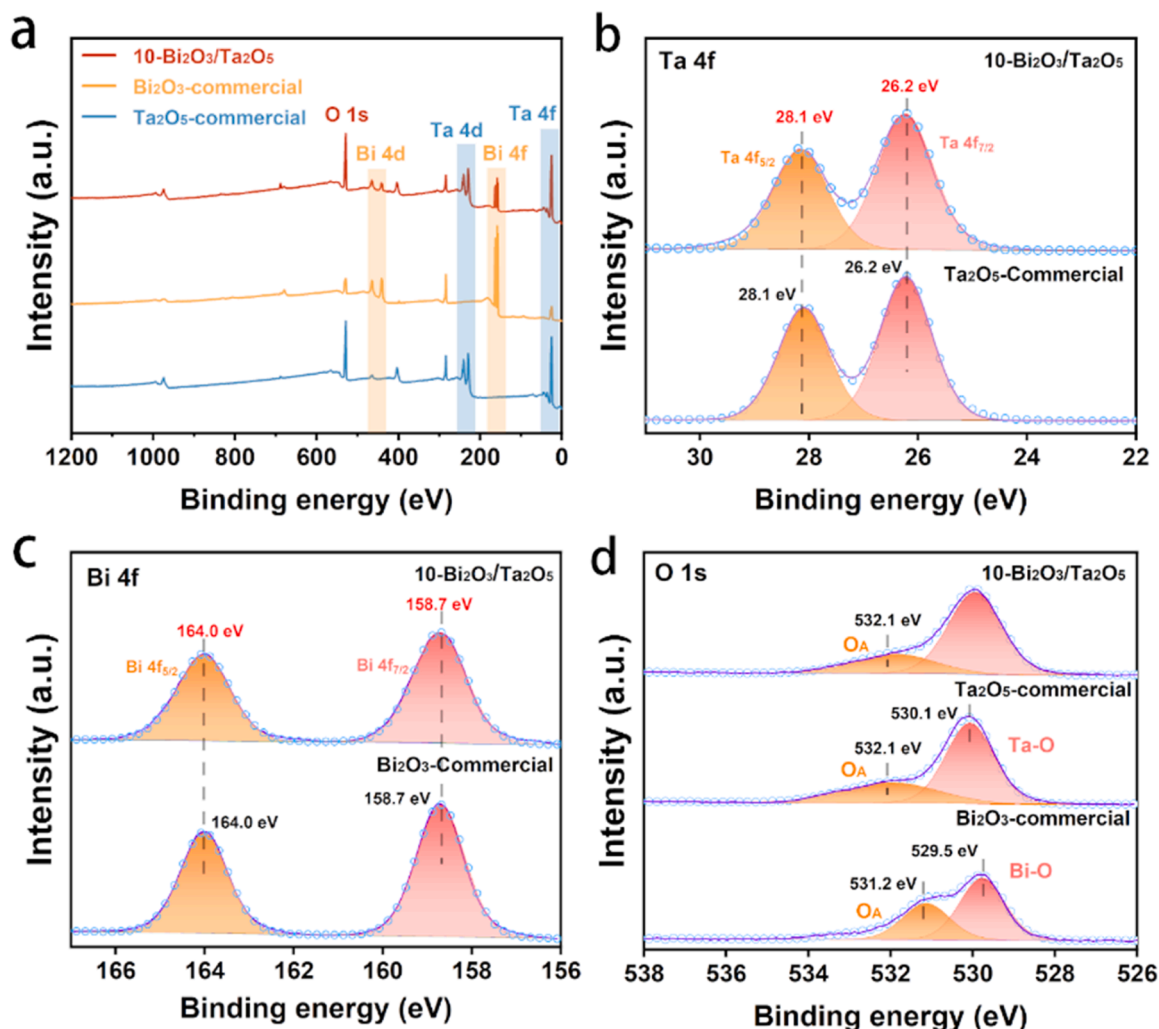 a
10-Bi₂O₃/Ta₂O₅
Bi₂O₃-commercial
Ta₂O₅-commercial
O 1s
Bi 4d
Ta 4d
Bi 4f
Ta 4f
Intensity (a.u.)
1200 1000 800 600 400 200 0
Binding energy (eV)
b
Ta 4f
10-Bi₂O₃/Ta₂O₅
28.1 eV
26.2 eV
Ta 4f₅/₂
Ta 4f₇/₂
Ta₂O₅-Commercial
28.1 eV
26.2 eV
Intensity (a.u.)
30 28 26 24 22
Binding energy (eV)
c
Bi 4f
10-Bi₂O₃/Ta₂O₅
164.0 eV
158.7 eV
Bi 4f₅/₂
Bi 4f₇/₂
Bi₂O₃-Commercial
164.0 eV
158.7 eV
Intensity (a.u.)
166 164 162 160 158 156
Binding energy (eV)
d
O 1s
10-Bi₂O₃/Ta₂O₅
532.1 eV
OA
Ta₂O₅-commercial
530.1 eV
532.1 eV
OA
Ta-O
Bi₂O₃-commercial
529.5 eV
531.2 eV
OA
Bi-O
Intensity (a.u.)
538 536 534 532 530 528 526
Binding energy (eV)